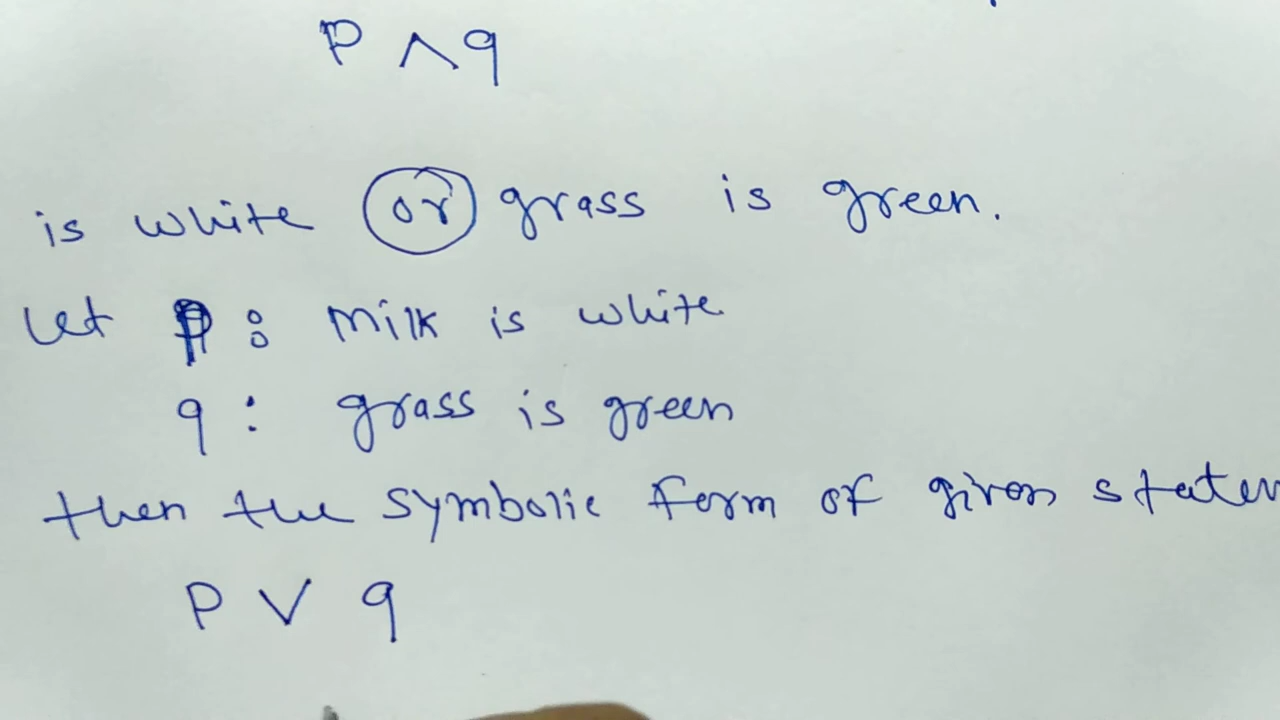 P ∧ q
is white or grass is green.
Let P : Milk is white
q : grass is green
then the symbolic form of given
P ∨ q